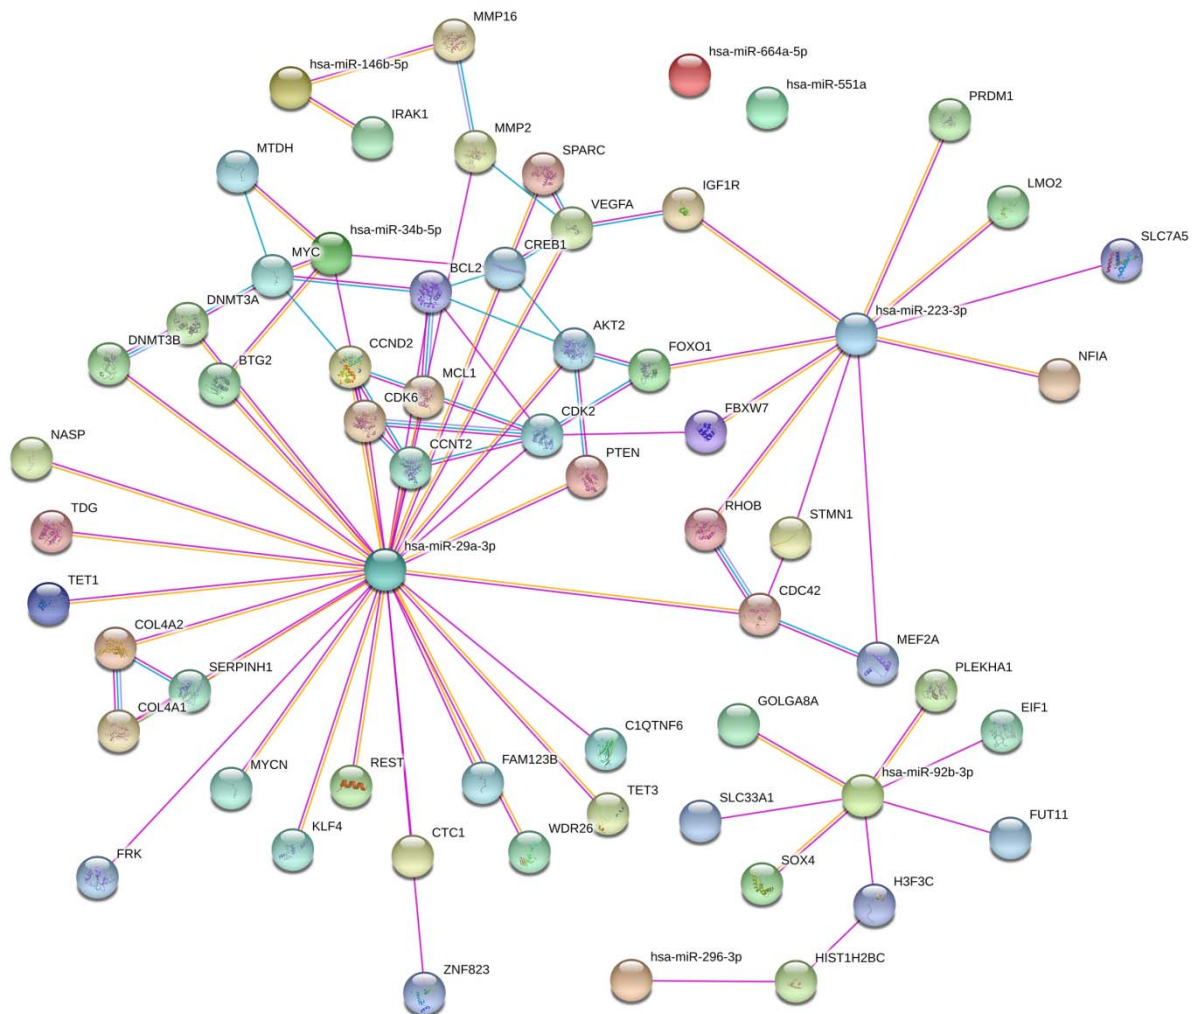 MMP16
hsa-miR-664a-5p
hsa-miR-146b-5p
hsa-miR-551a
PRDM1
IRAK1
MMP2
MTDH
SPARC
IGF1R
LMO2
VEGFA
hsa-miR-34b-5p
SLC7A5
CREB1
MYC
BCL2
DNMT3A
hsa-miR-223-3p
AKT2
DNMT3B
CCND2
FOXO1
BTG2
NFIA
MCL1
CDK6
CDK2
FBXW7
CCNT2
NASP
PTEN
TDG
RHOB
STMN1
hsa-miR-29a-3p
TET1
CDC42
COL4A2
MEF2A
SERPINH1
PLEKHA1
GOLGA8A
COL4A1
EIF1
C1QTNF6
MYCN
REST
FAM123B
hsa-miR-92b-3p
TET3
SLC33A1
KLF4
CTC1
WDR26
FUT11
FRK
SOX4
H3F3C
hsa-miR-296-3p
HIST1H2BC
ZNF823